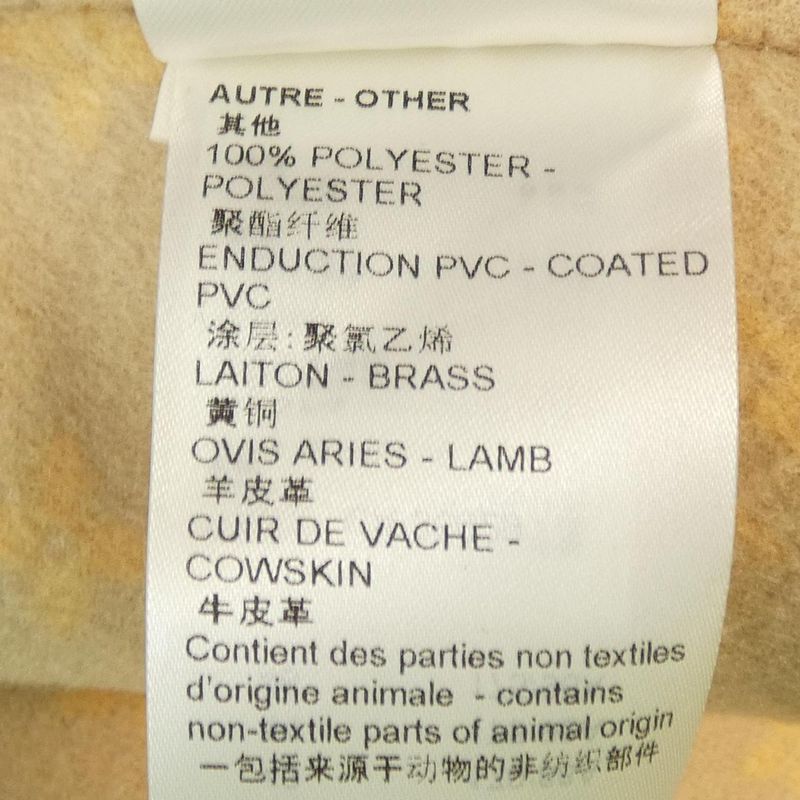 AUTRE - OTHER
其他
100% POLYESTER -
POLYESTER
聚酯纤维
ENDUCTION PVC - COATED
PVC
涂层:聚氯乙烯
LAITON - BRASS
黄铜
OVIS ARIES - LAMB
羊皮革
CUIR DE VACHE -
COWSKIN
牛皮革
Contient des parties non textiles
d'origine animale - contains
non-textile parts of animal origin
一包括来源于动物的非纺织部件